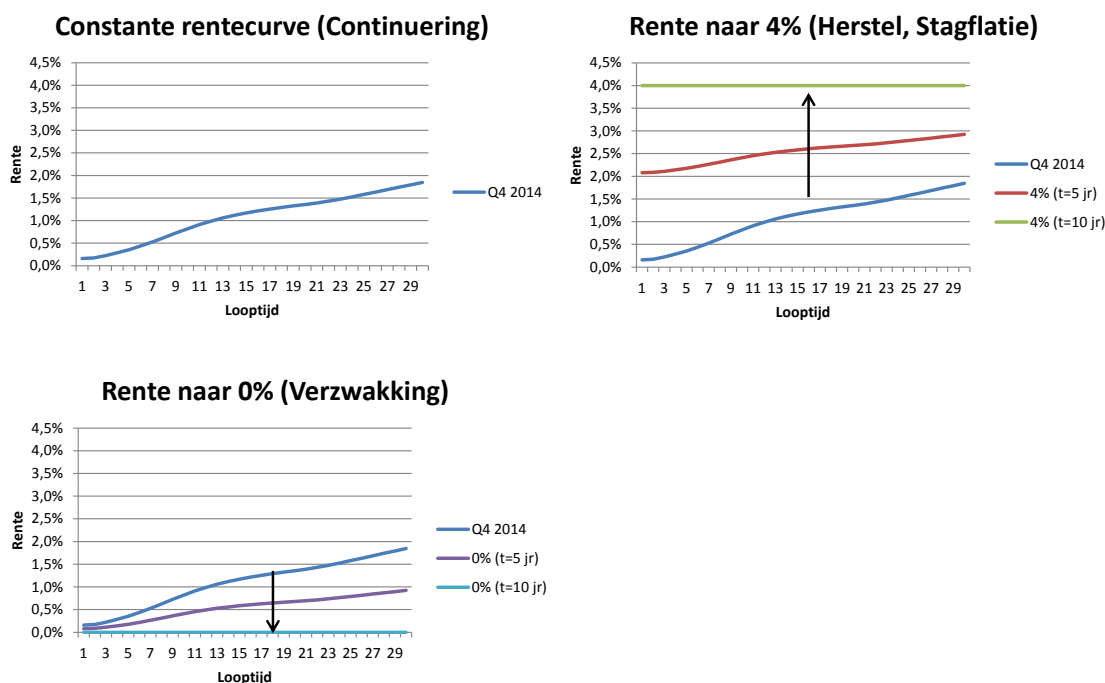 Constante rentecurve (Continuering)
4,5%
4,0%
3,5%
3,0%
2,5%
2,0%
1,5%
1,0%
0,5%
0,0%
Rente
1 3 5 7 9 11 13 15 17 19 21 23 25 27 29
Looptijd
Q4 2014
Rente naar 4% (Herstel, Stagflatie)
4,5%
4,0%
3,5%
3,0%
2,5%
2,0%
1,5%
1,0%
0,5%
0,0%
Rente
1 3 5 7 9 11 13 15 17 19 21 23 25 27 29
Looptijd
Q4 2014
4% (t=5 jr)
4% (t=10 jr)
Rente naar 0% (Verzwakking)
4,5%
4,0%
3,5%
3,0%
2,5%
2,0%
1,5%
1,0%
0,5%
0,0%
Rente
1 3 5 7 9 11 13 15 17 19 21 23 25 27 29
Looptijd
Q4 2014
0% (t=5 jr)
0% (t=10 jr)